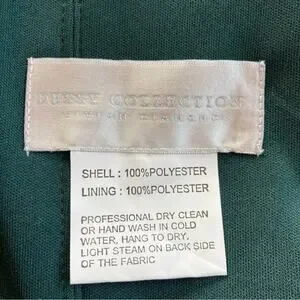 COLLECTION
SHELL : 100%POLYESTER
LINING : 100%POLYESTER
PROFESSIONAL DRY CLEAN
OR HAND WASH IN COLD
WATER, HANG TO DRY.
LIGHT STEAM ON BACK SIDE
OF THE FABRIC